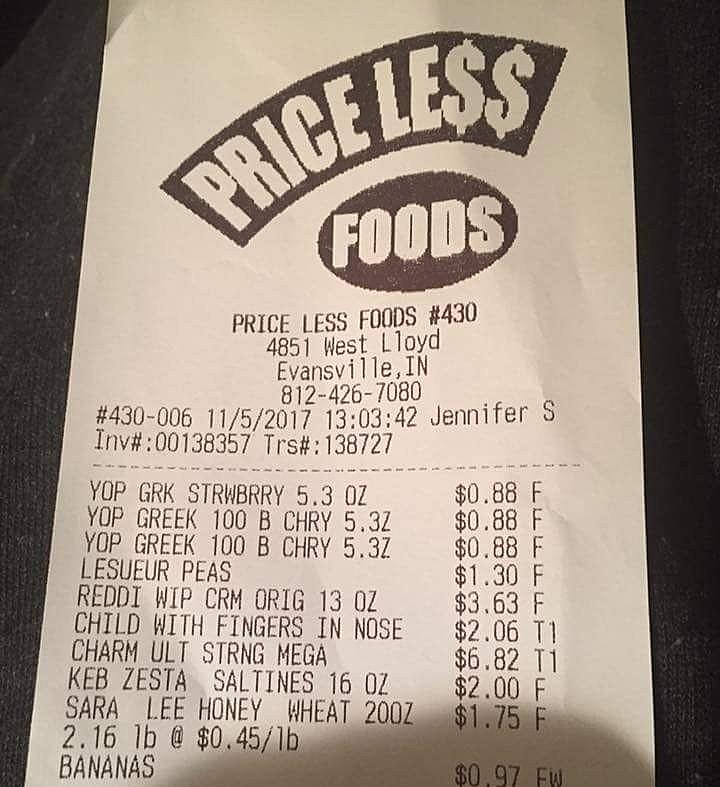 PRICE LE$$
FOODS
PRICE LESS FOODS #430
4851 West Lloyd
Evansville,IN
812-426-7080
#430-006 11/5/2017 13:03:42 Jennifer S
Inv#:00138357 Trs#:138727
YOP GRK STRWBRRY 5.3 OZ $0.88 F
YOP GREEK 100 B CHRY 5.3Z $0.88 F
YOP GREEK 100 B CHRY 5.3Z $0.88 F
LESUEUR PEAS $1.30 F
REDDI WIP CRM ORIG 13 OZ $3.63 F
CHILD WITH FINGERS IN NOSE $2.06 T1
CHARM ULT STRNG MEGA $6.82 T1
KEB ZESTA SALTINES 16 OZ $2.00 F
SARA LEE HONEY WHEAT 20OZ $1.75 F
2.16 lb @ $0.45/lb
BANANAS $0.97 FW